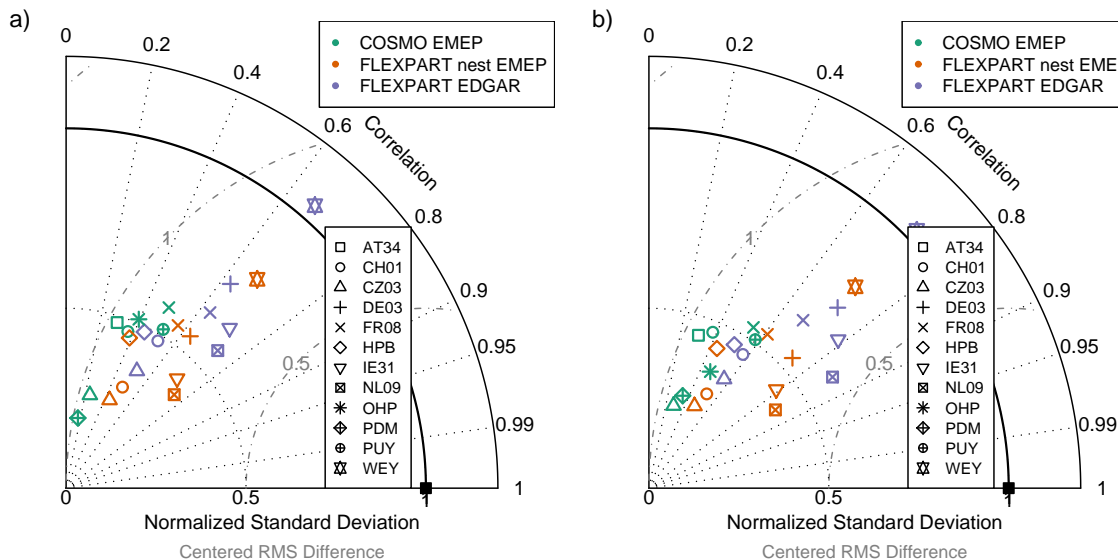 a)
COSMO EMEP
FLEXPART nest EMEP
FLEXPART EDGAR
0
0.2
0.4
0.6
0.8
0.9
0.95
0.99
1
Correlation
1
0.5
AT34
CH01
CZ03
DE03
FR08
HPB
IE31
NL09
OHP
PDM
PUY
WEY
0
0.5
1
Normalized Standard Deviation
Centered RMS Difference
b)
COSMO EMEP
FLEXPART nest EME
FLEXPART EDGAR
0
0.2
0.4
0.6
0.8
0.9
0.95
0.99
1
Correlation
1
0.5
AT34
CH01
CZ03
DE03
FR08
HPB
IE31
NL09
OHP
PDM
PUY
WEY
0
0.5
1
Normalized Standard Deviation
Centered RMS Difference